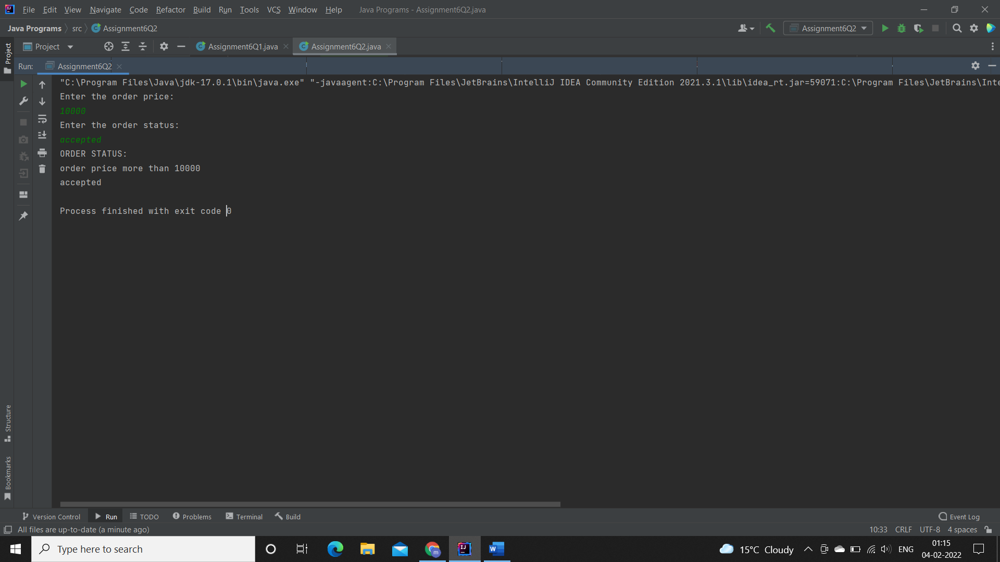 File Edit View Navigate Code Refactor Build Run Tools VCS Window Help Java Programs - Assignment6Q2.java
Java Programs src Assignment6Q2 Assignment6Q2
Project Project Assignment6Q1.java Assignment6Q2.java
Run: Assignment6Q2
"C:\Program Files\Java\jdk-17.0.1\bin\java.exe" "-javaagent:C:\Program Files\JetBrains\IntelliJ IDEA Community Edition 2021.3.1\lib\idea_rt.jar=59071:C:\Program Files\JetBrains\Inte
Enter the order price:
10000
Enter the order status:
accepted
ORDER STATUS:
order price more than 10000
accepted
Process finished with exit code 0
Structure
Bookmarks
Version Control Run TODO Problems Terminal Build Event Log
All files are up-to-date (a minute ago) 10:33 CRLF UTF-8 4 spaces
Type here to search 15°C Cloudy ENG 01:15
04-02-2022